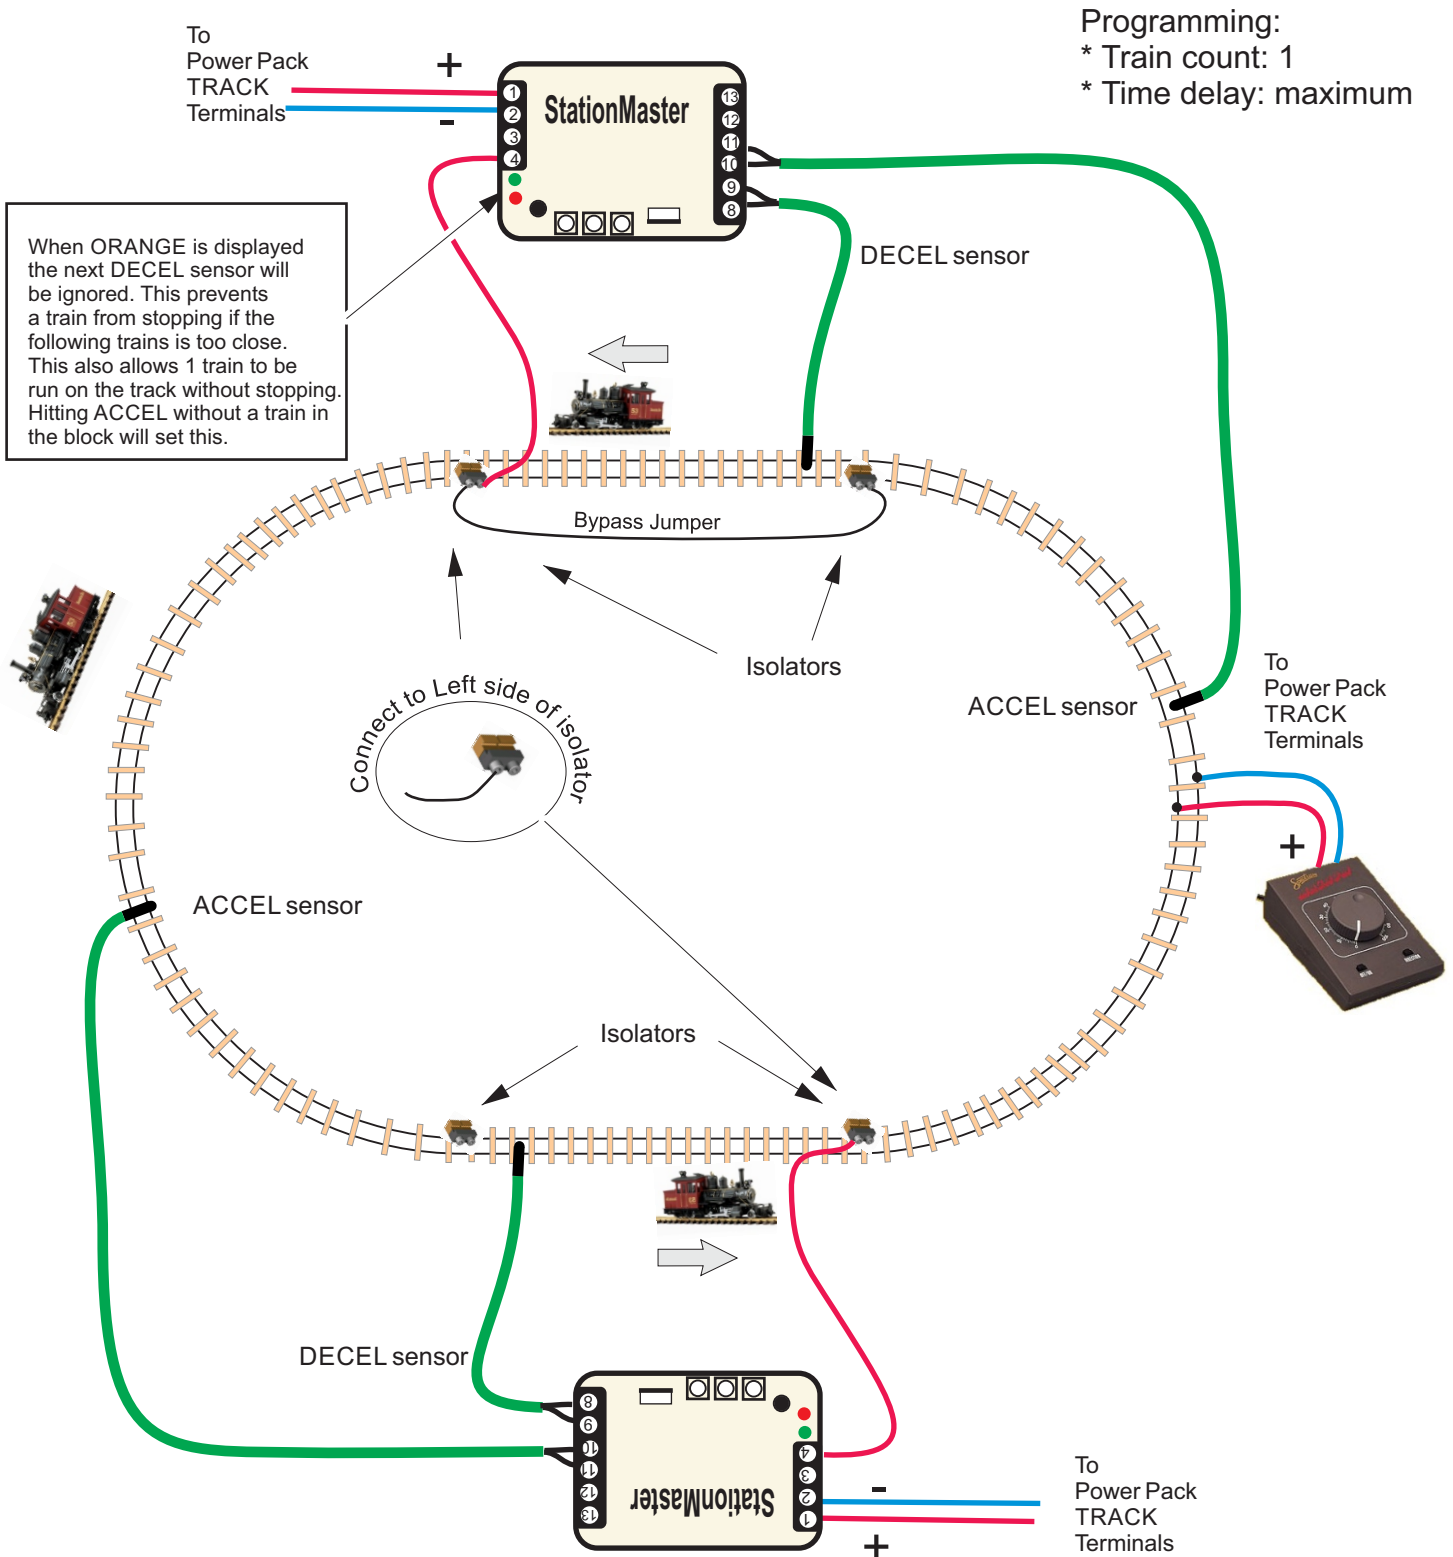 Programming:
* Train count: 1
* Time delay: maximum
To
Power Pack
TRACK
Terminals
+
-
1
2
3
4
StationMaster
13
12
11
10
9
8
When ORANGE is displayed
the next DECEL sensor will
be ignored. This prevents
a train from stopping if the
following trains is too close.
This also allows 1 train to be
run on the track without stopping.
Hitting ACCEL without a train in
the block will set this.
DECEL sensor
Bypass Jumper
Isolators
Connect to Left side of isolator
ACCEL sensor
To
Power Pack
TRACK
Terminals
+
ACCEL sensor
Isolators
DECEL sensor
8
9
10
11
12
13
StationMaster
4
3
2
1
-
+
To
Power Pack
TRACK
Terminals